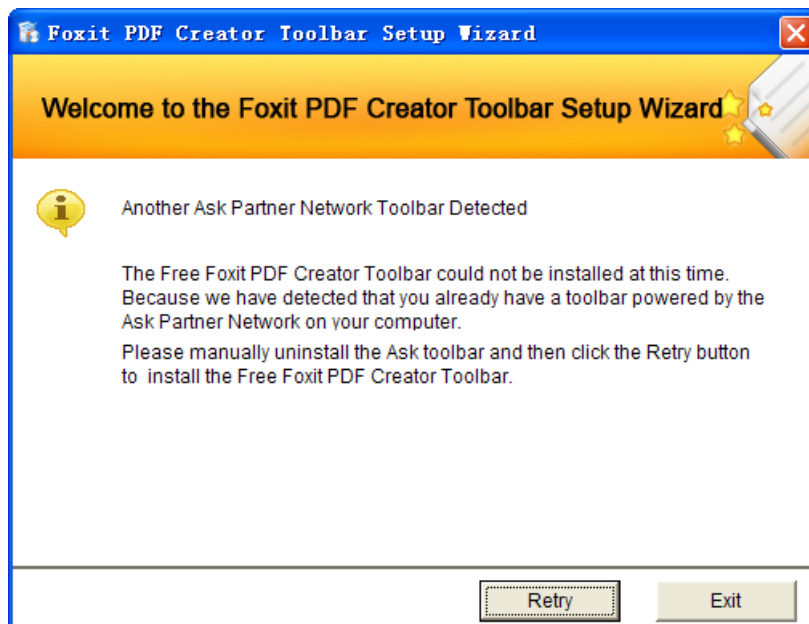 Foxit PDF Creator Toolbar Setup Wizard
Welcome to the Foxit PDF Creator Toolbar Setup Wizard
Another Ask Partner Network Toolbar Detected
The Free Foxit PDF Creator Toolbar could not be installed at this time.
Because we have detected that you already have a toolbar powered by the
Ask Partner Network on your computer.
Please manually uninstall the Ask toolbar and then click the Retry button
to install the Free Foxit PDF Creator Toolbar.
Retry Exit